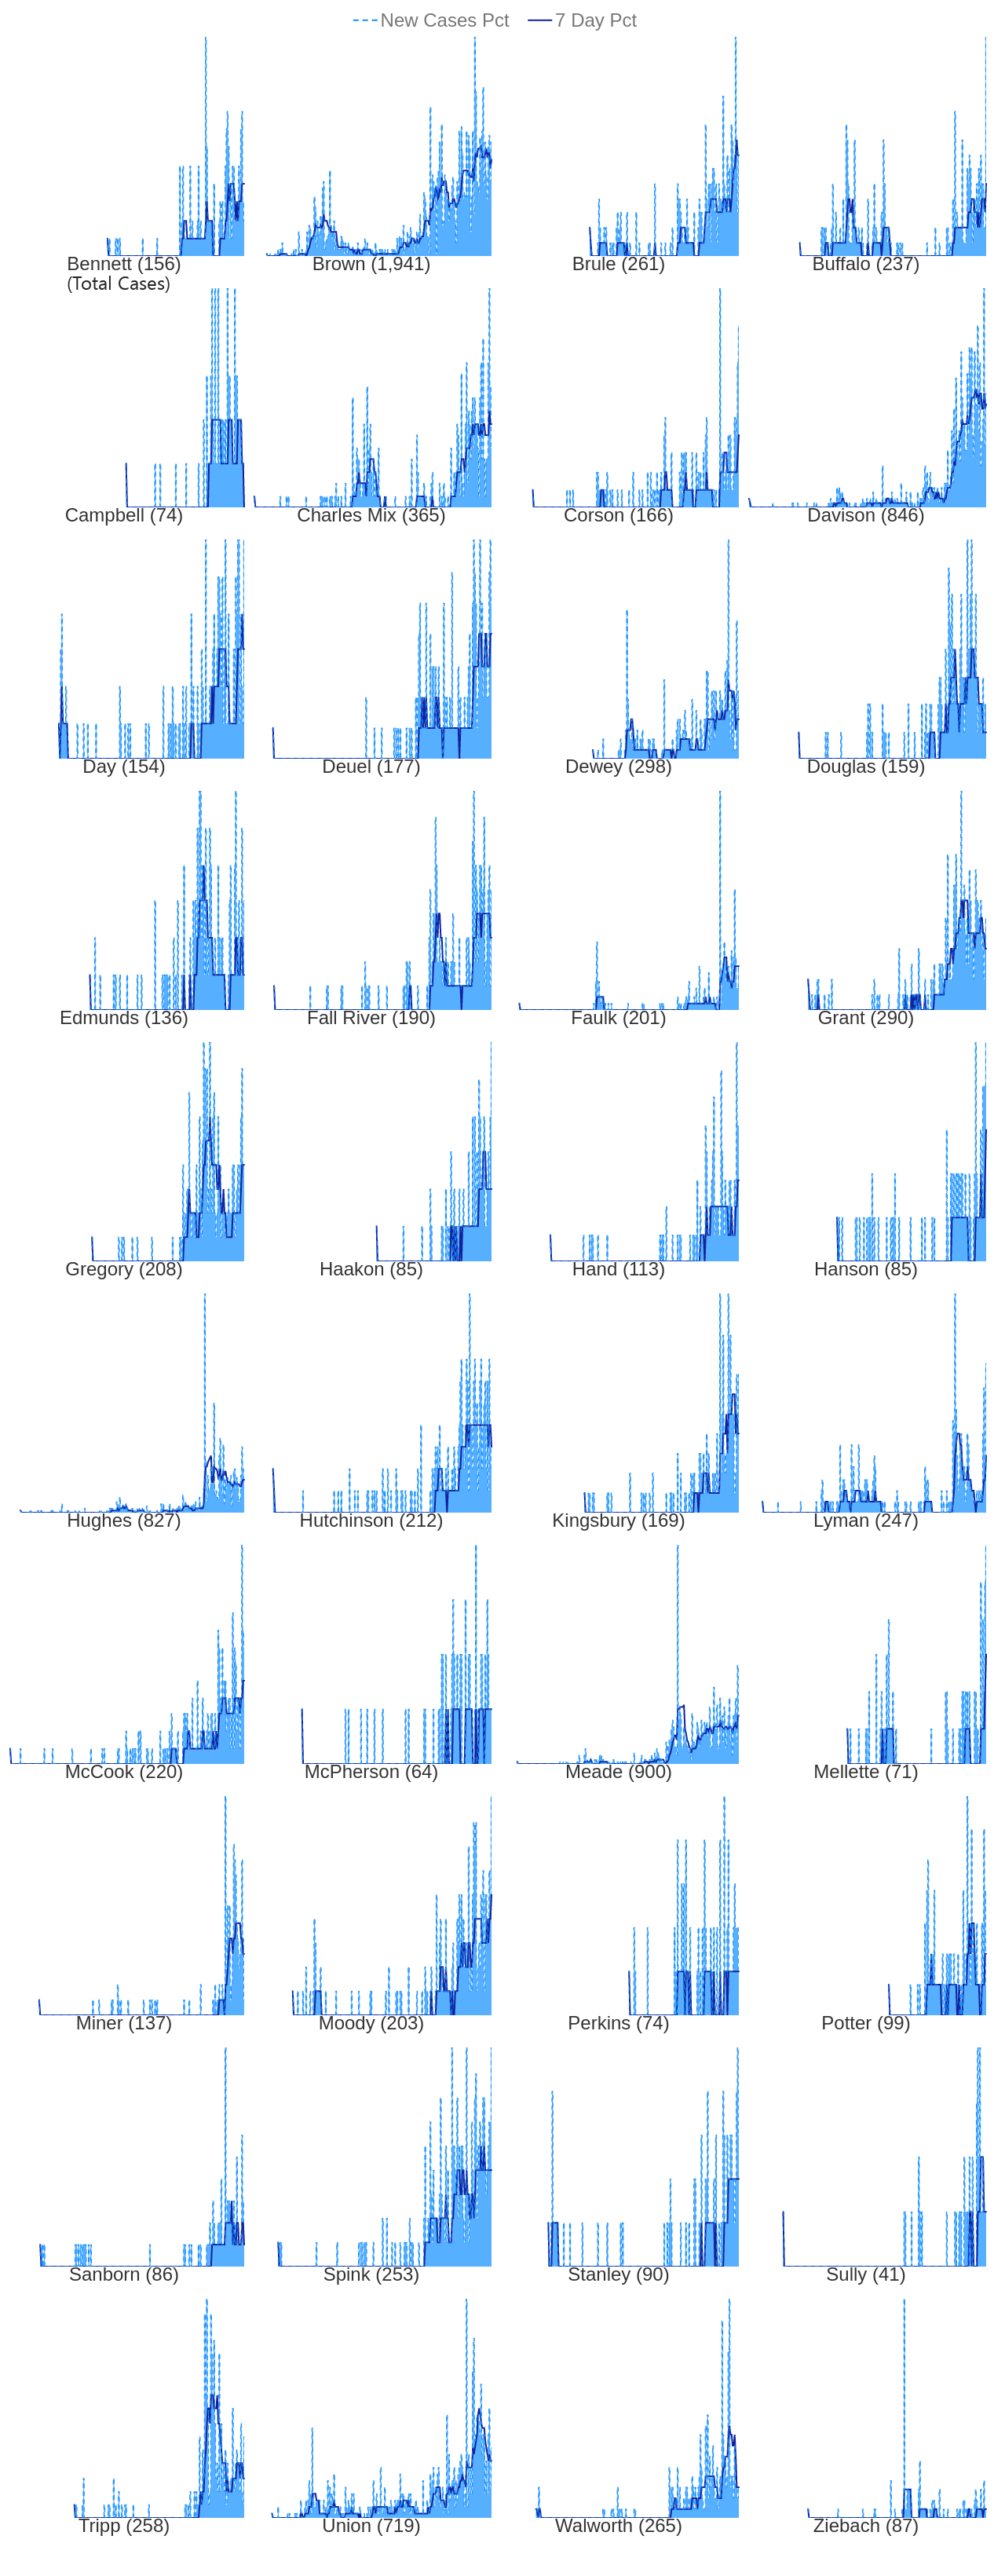 New Cases Pct 7 Day Pct
Bennett (156) Brown (1,941) Brule (261) Buffalo (237)
(Total Cases)
Campbell (74) Charles Mix (365) Corson (166) Davison (846)
Day (154) Deuel (177) Dewey (298) Douglas (159)
Edmunds (136) Fall River (190) Faulk (201) Grant (290)
Gregory (208) Haakon (85) Hand (113) Hanson (85)
Hughes (827) Hutchinson (212) Kingsbury (169) Lyman (247)
McCook (220) McPherson (64) Meade (900) Mellette (71)
Miner (137) Moody (203) Perkins (74) Potter (99)
Sanborn (86) Spink (253) Stanley (90) Sully (41)
Tripp (258) Union (719) Walworth (265) Ziebach (87)